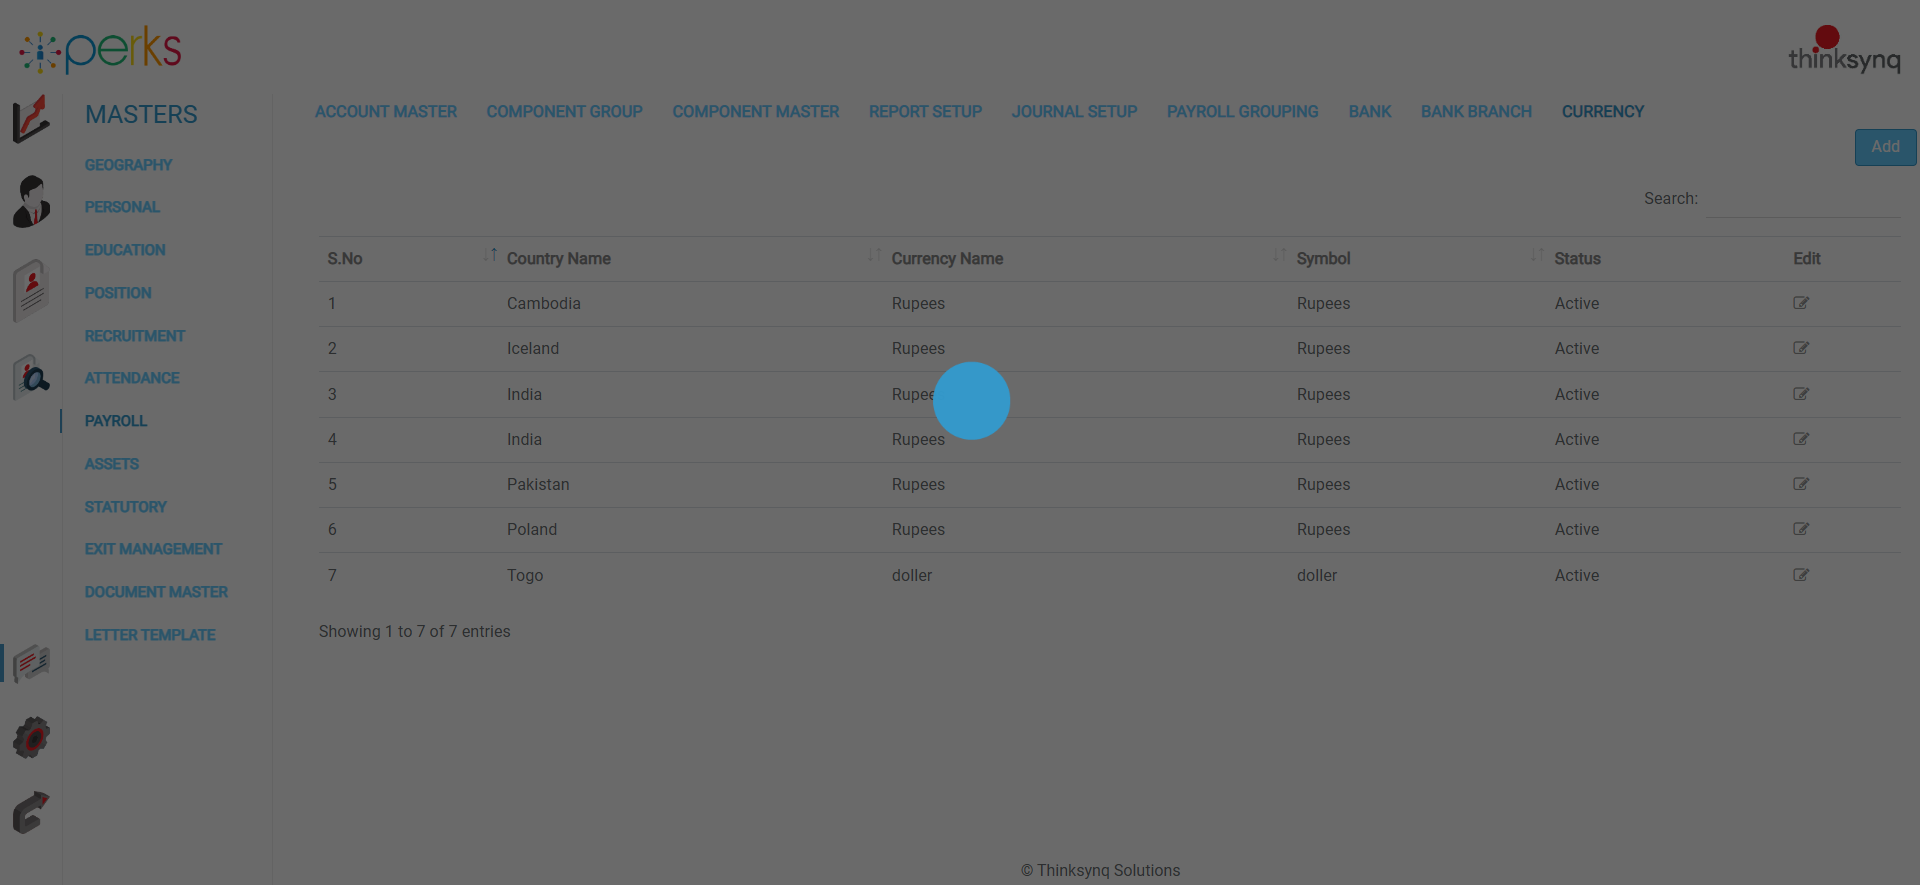 perks
thinksynq
MASTERS
ACCOUNT MASTER COMPONENT GROUP COMPONENT MASTER REPORT SETUP JOURNAL SETUP PAYROLL GROUPING BANK BANK BRANCH CURRENCY
Add
GEOGRAPHY
PERSONAL
EDUCATION
POSITION
RECRUITMENT
ATTENDANCE
PAYROLL
ASSETS
STATUTORY
EXIT MANAGEMENT
DOCUMENT MASTER
LETTER TEMPLATE
Search:
S.No Country Name Currency Name Symbol Status Edit
1 Cambodia Rupees Rupees Active
2 Iceland Rupees Rupees Active
3 India Rupee Rupees Active
4 India Rupees Rupees Active
5 Pakistan Rupees Rupees Active
6 Poland Rupees Rupees Active
7 Togo doller doller Active
Showing 1 to 7 of 7 entries
© Thinksynq Solutions